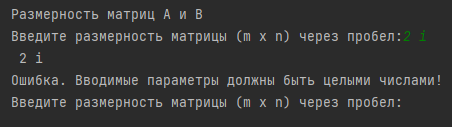 Размерность матриц А и В
Введите размерность матрицы (m x n) через пробел:2 i
2 i
Ошибка. Вводимые параметры должны быть целыми числами!
Введите размерность матрицы (m x n) через пробел: